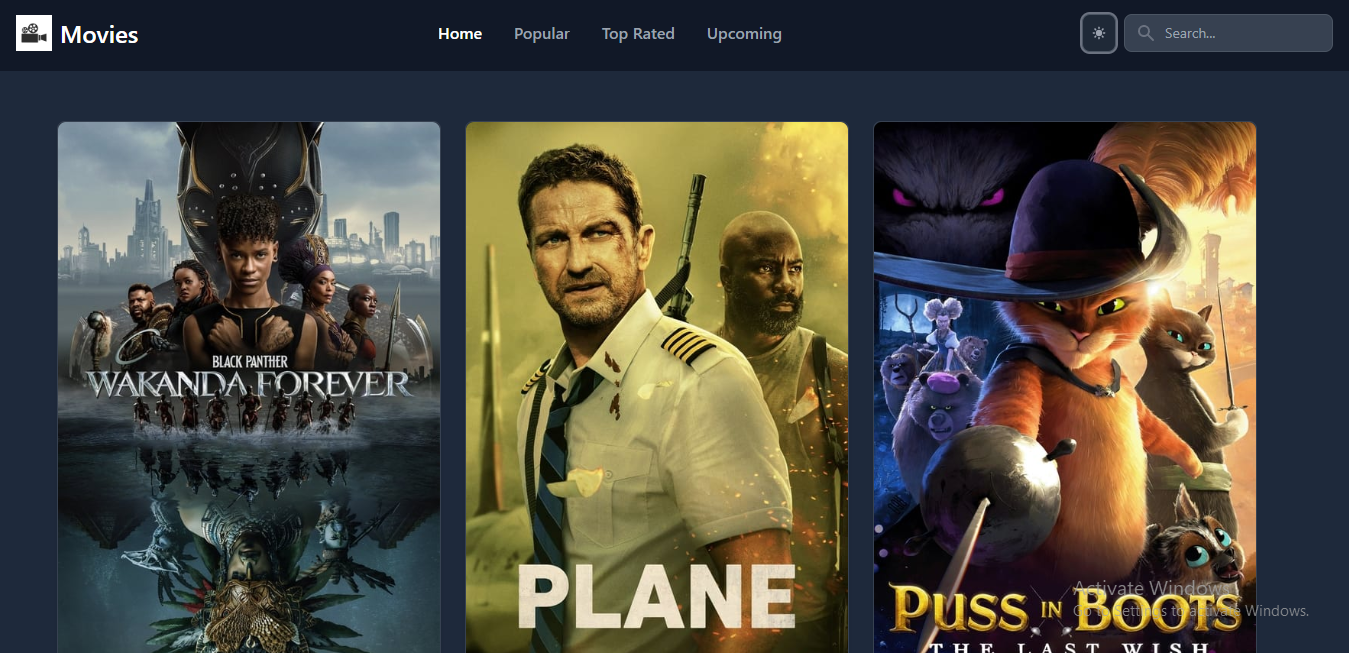 Movies
Home
Popular
Top Rated
Upcoming
Search...
BLACK PANTHER
WAKANDA FOREVER
PLANE
PUSS IN BOOTS
THE LAST WISH
Activate Windows
Go to Settings to activate Windows.